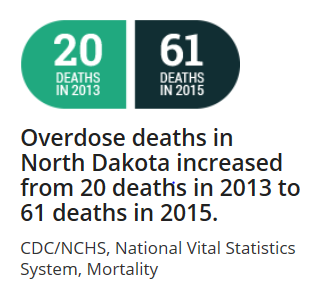 20
DEATHS
IN 2013
61
DEATHS
IN 2015
Overdose deaths in
North Dakota increased
from 20 deaths in 2013 to
61 deaths in 2015.
CDC/NCHS, National Vital Statistics
System, Mortality